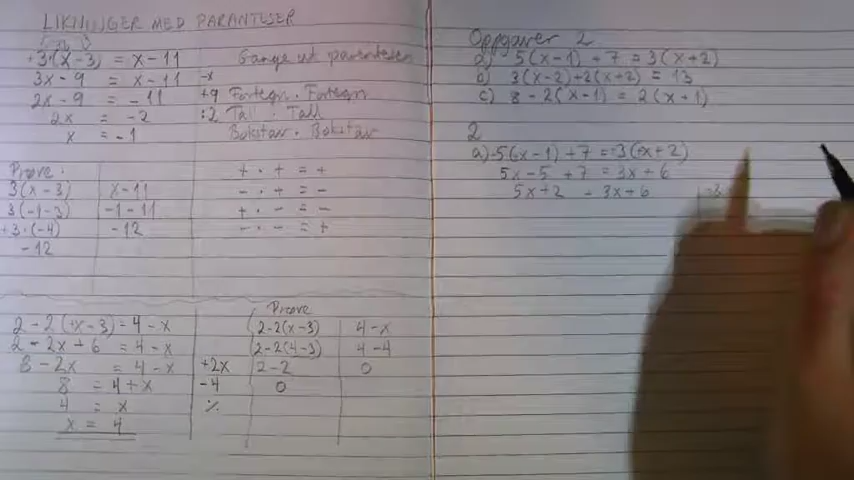 LIKNINGER MED PARANTESER
+3·(x-3) = x-11 Gange ut parantesen
3x - 9 = x-11 -x
2x - 9 = -11 +9 Fortegn · Fortegn
2x = -2 :2 Tall · Tall
x = -1 Bokstav · Bokstav
Prøve:
3(x-3) x-11
3(-1-3) -1-11
+3·(-4) -12
-12
+ · + = +
- · + = -
+ · - = -
- · - = +
2-2(+x-3) = 4-x
2-2x+6 = 4-x
8-2x = 4-x +2x
8 = 4+x -4
4 = x %
x = 4
Prøve
2-2(x-3) 4-x
2-2(4-3) 4-4
2-2 0
0
Oppgaver 2
a) 5(x-1)+7 = 3(x+2)
b) 3(x-2)+2(x+2) = 13
c) 8-2(x-1) = 2(x+1)
2
a) 5(x-1)+7 = 3(x+2)
5x-5 +7 = 3x+6
5x+2 = 3x+6 -3